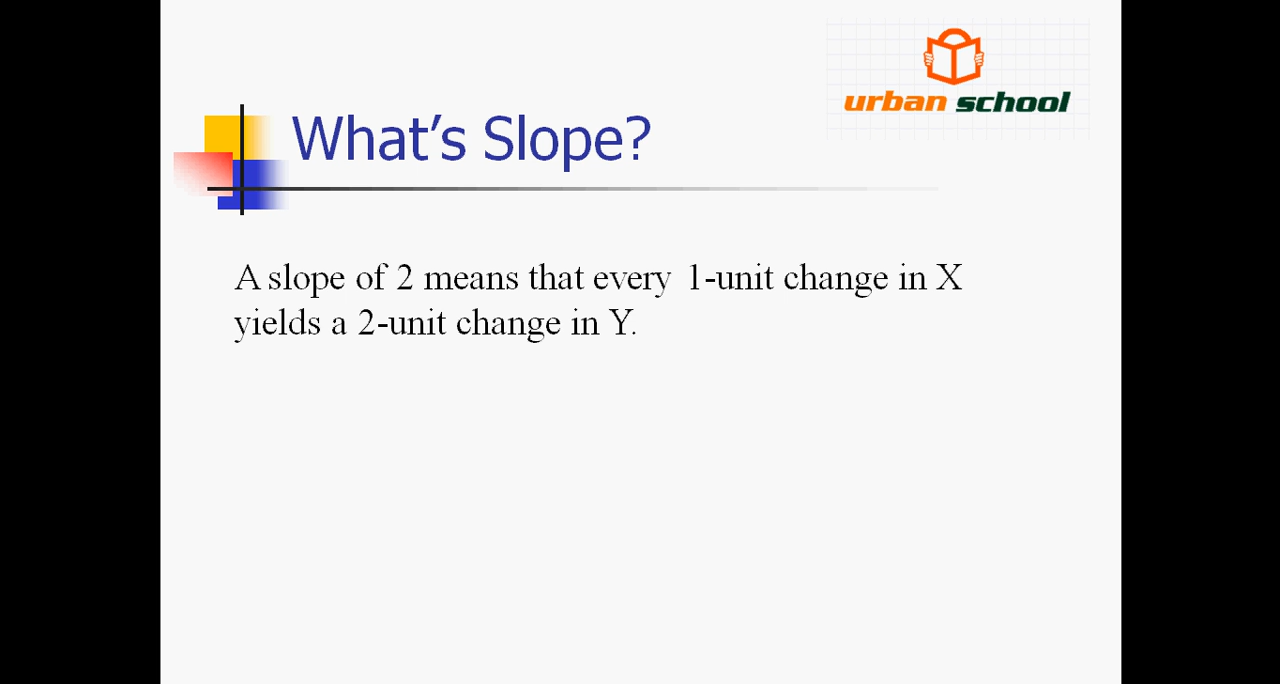 urban school
What's Slope?
A slope of 2 means that every 1-unit change in X
yields a 2-unit change in Y.